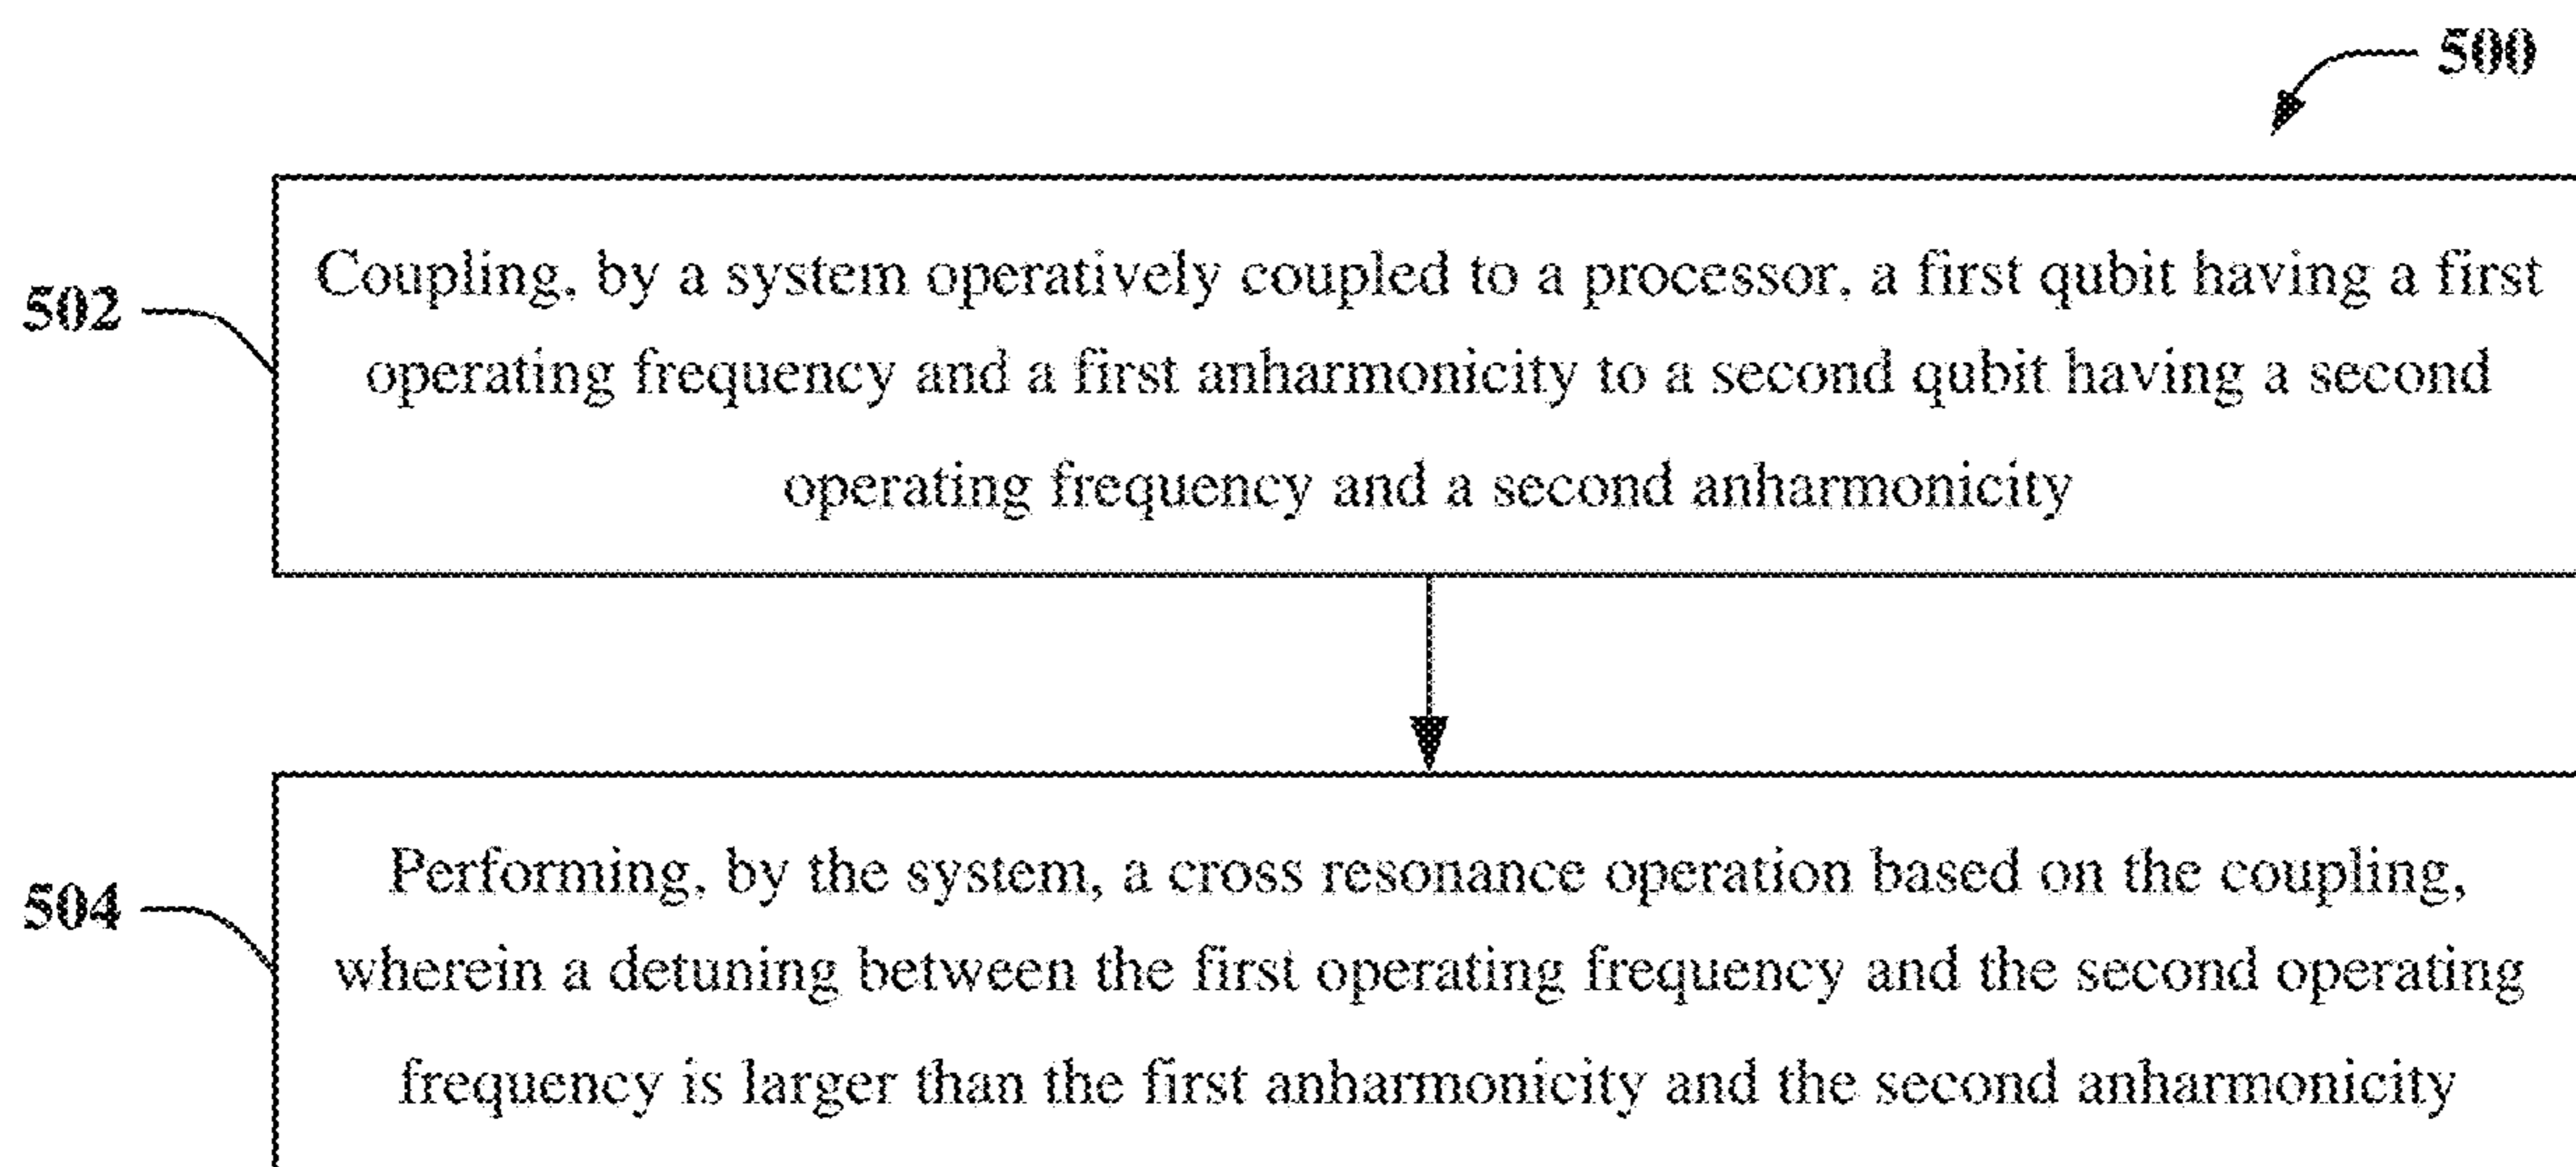 500
502
Coupling, by a system operatively coupled to a processor, a first qubit having a first
operating frequency and a first anharmonicity to a second qubit having a second
operating frequency and a second anharmonicity
504
Performing, by the system, a cross resonance operation based on the coupling,
wherein a detuning between the first operating frequency and the second operating
frequency is larger than the first anharmonicity and the second anharmonicity